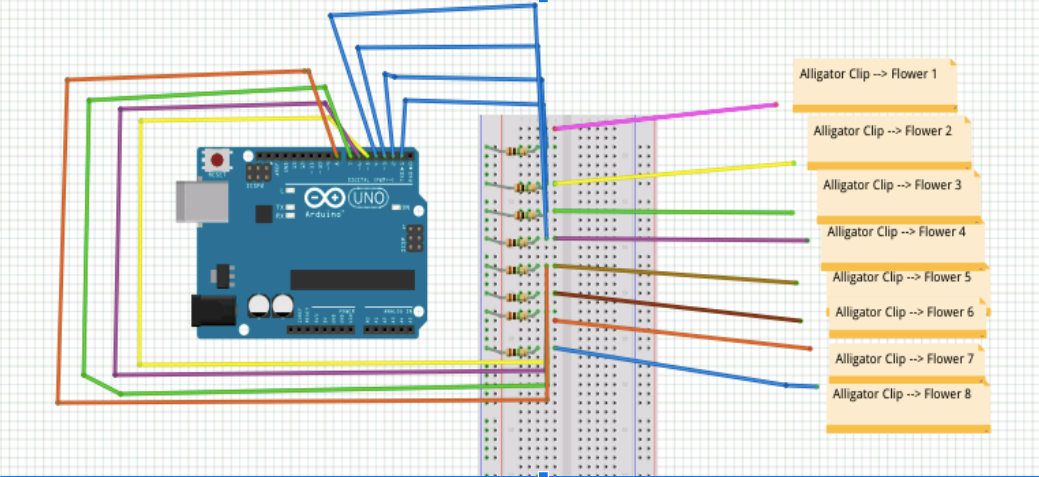 Alligator Clip --> Flower 1
Alligator Clip --> Flower 2
Alligator Clip --> Flower 3
Alligator Clip --> Flower 4
Alligator Clip --> Flower 5
Alligator Clip --> Flower 6
Alligator Clip --> Flower 7
Alligator Clip --> Flower 8
RESET
ICSP2
DIGITAL (PWM=~)
L
TX
RX
UNO
ON
Arduino
ICSP
POWER
ANALOG IN